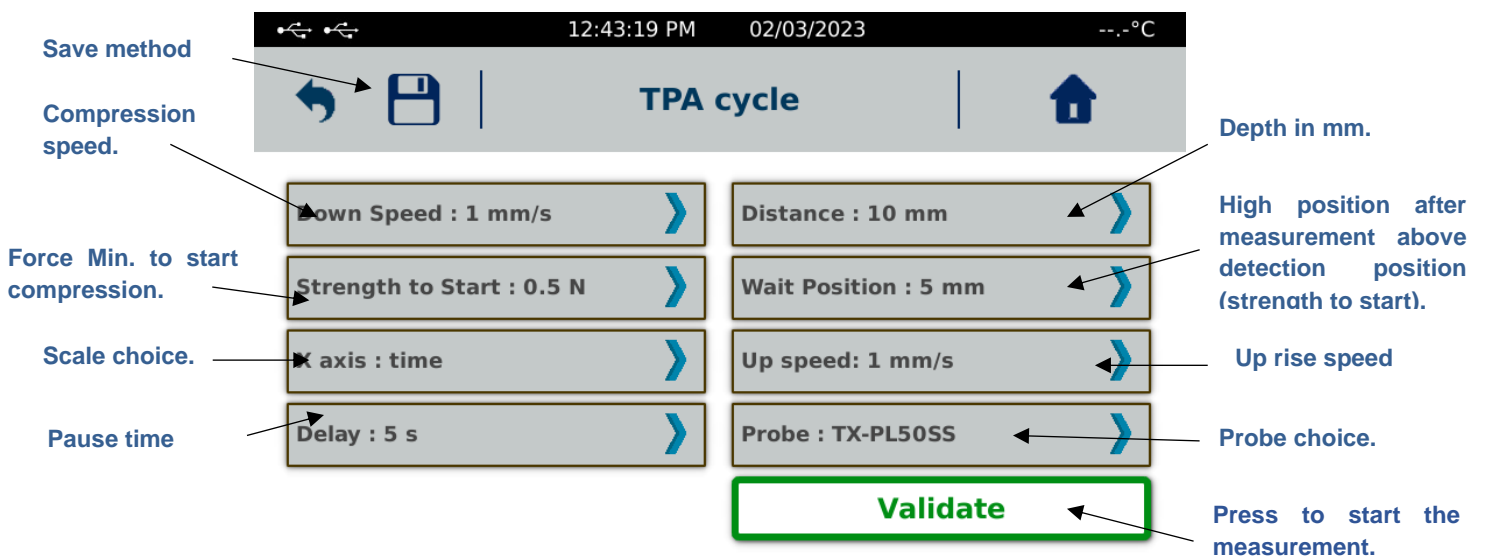 12:43:19 PM 02/03/2023 --.-°C
Save method
TPA cycle
Compression
speed.
Depth in mm.
Down Speed : 1 mm/s
Distance : 10 mm
High position after
measurement above
detection position
(strength to start).
Force Min. to start
compression.
Strength to Start : 0.5 N
Wait Position : 5 mm
Scale choice.
X axis : time
Up speed: 1 mm/s
Up rise speed
Pause time
Delay : 5 s
Probe : TX-PL50SS
Probe choice.
Validate
Press to start the
measurement.